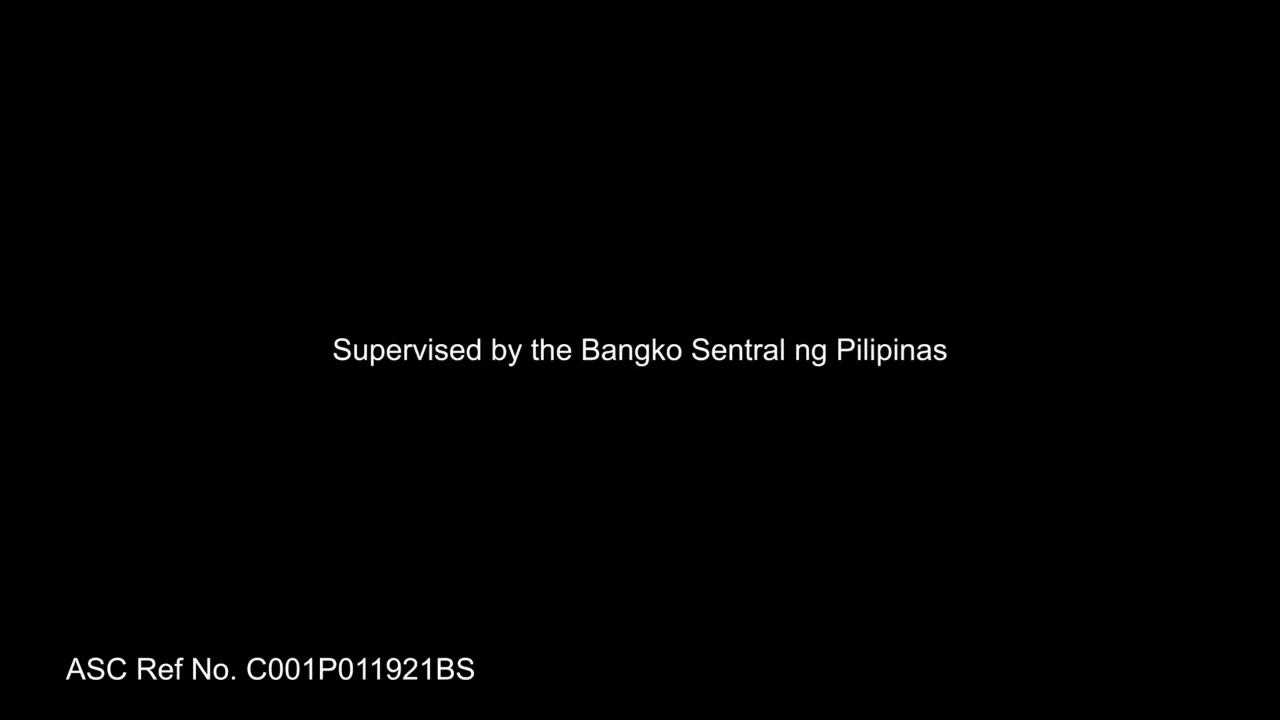 Supervised by the Bangko Sentral ng Pilipinas
ASC Ref No. C001P011921BS